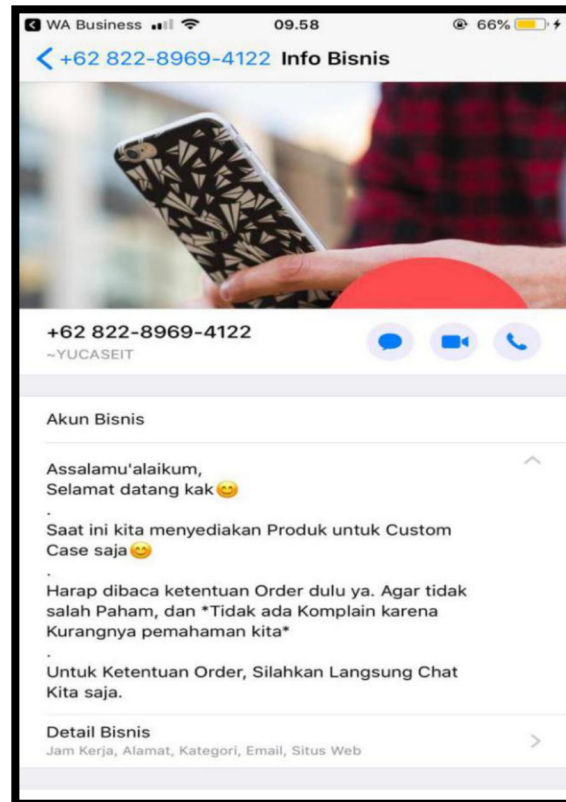 WA Business 09.58 66%
+62 822-8969-4122 Info Bisnis
+62 822-8969-4122
~YUCASEIT
Akun Bisnis
Assalamu'alaikum,
Selamat datang kak😊
.
Saat ini kita menyediakan Produk untuk Custom
Case saja😊
.
Harap dibaca ketentuan Order dulu ya. Agar tidak
salah Paham, dan *Tidak ada Komplain karena
Kurangnya pemahaman kita*
.
Untuk Ketentuan Order, Silahkan Langsung Chat
Kita saja.
Detail Bisnis
Jam Kerja, Alamat, Kategori, Email, Situs Web